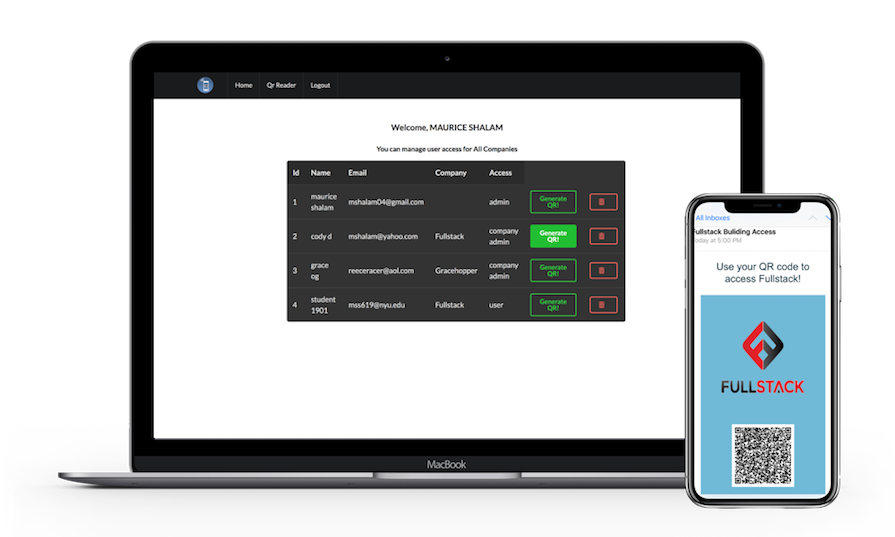 Home Qr Reader Logout
Welcome, MAURICE SHALAM
You can manage user access for All Companies
Id Name Email Company Access
1 maurice shalam mshalam04@gmail.com admin Generate QR!
2 cody d mshalam@yahoo.com Fullstack company admin Generate QR!
3 grace og reeceracer@aol.com Gracehopper company admin Generate QR!
4 student 1901 mss619@nyu.edu Fullstack user Generate QR!
MacBook
All Inboxes
Fullstack Buliding Access
oday at 5:00 PM
Use your QR code to
access Fullstack!
FULLSTACK